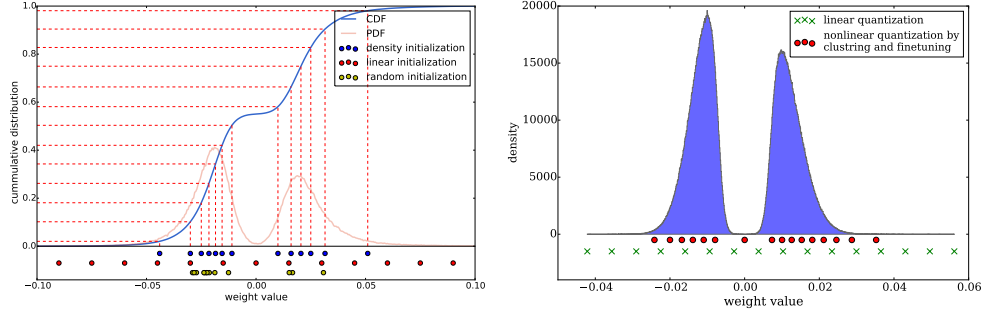 1.0
0.8
0.6
0.4
0.2
0.0
cummulative distribution
CDF
PDF
density initialization
linear initialization
random initialization
−0.10
−0.05
0.00
0.05
0.10
weight value
20000
15000
10000
5000
0
density
linear quantization
nonlinear quantization by
clustring and finetuning
−0.04
−0.02
0.00
0.02
0.04
0.06
weight value